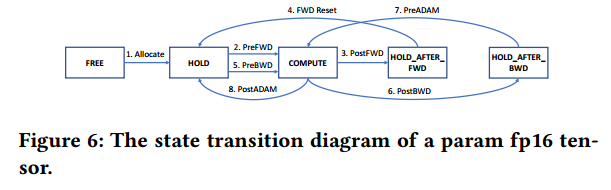 4. FWD Reset
7. PreADAM
1. Allocate
2. PreFWD
3. PostFWD
FREE
HOLD
5. PreBWD
COMPUTE
HOLD_AFTER_
FWD
HOLD_AFTER_
BWD
8. PostADAM
6. PostBWD
Figure 6: The state transition diagram of a param fp16 ten-
sor.